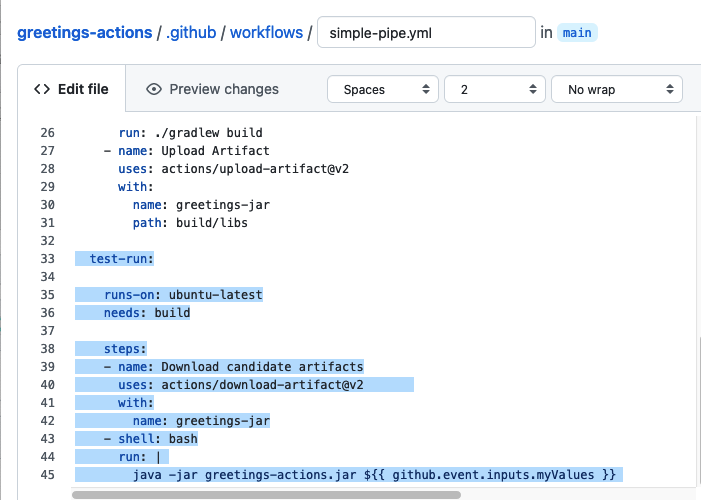 greetings-actions / .github / workflows / simple-pipe.yml in main
<> Edit file Preview changes Spaces 2 No wrap
26 run: ./gradlew build
27 - name: Upload Artifact
28 uses: actions/upload-artifact@v2
29 with:
30 name: greetings-jar
31 path: build/libs
32
33 test-run:
34
35 runs-on: ubuntu-latest
36 needs: build
37
38 steps:
39 - name: Download candidate artifacts
40 uses: actions/download-artifact@v2
41 with:
42 name: greetings-jar
43 - shell: bash
44 run: |
45 java -jar greetings-actions.jar ${{ github.event.inputs.myValues }}